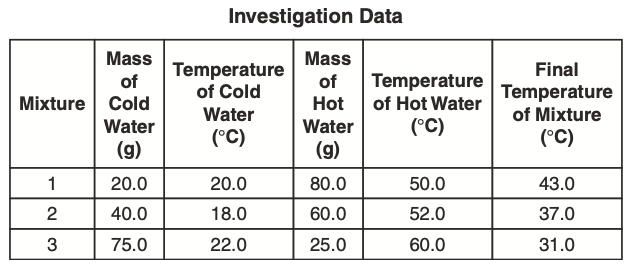 Investigation Data
Mixture
Mass
of
Cold
Water
(g)
Temperature
of Cold
Water
(°C)
Mass
of
Hot
Water
(g)
Temperature
of Hot Water
(°C)
Final
Temperature
of Mixture
(°C)
1 20.0 20.0 80.0 50.0 43.0
2 40.0 18.0 60.0 52.0 37.0
3 75.0 22.0 25.0 60.0 31.0